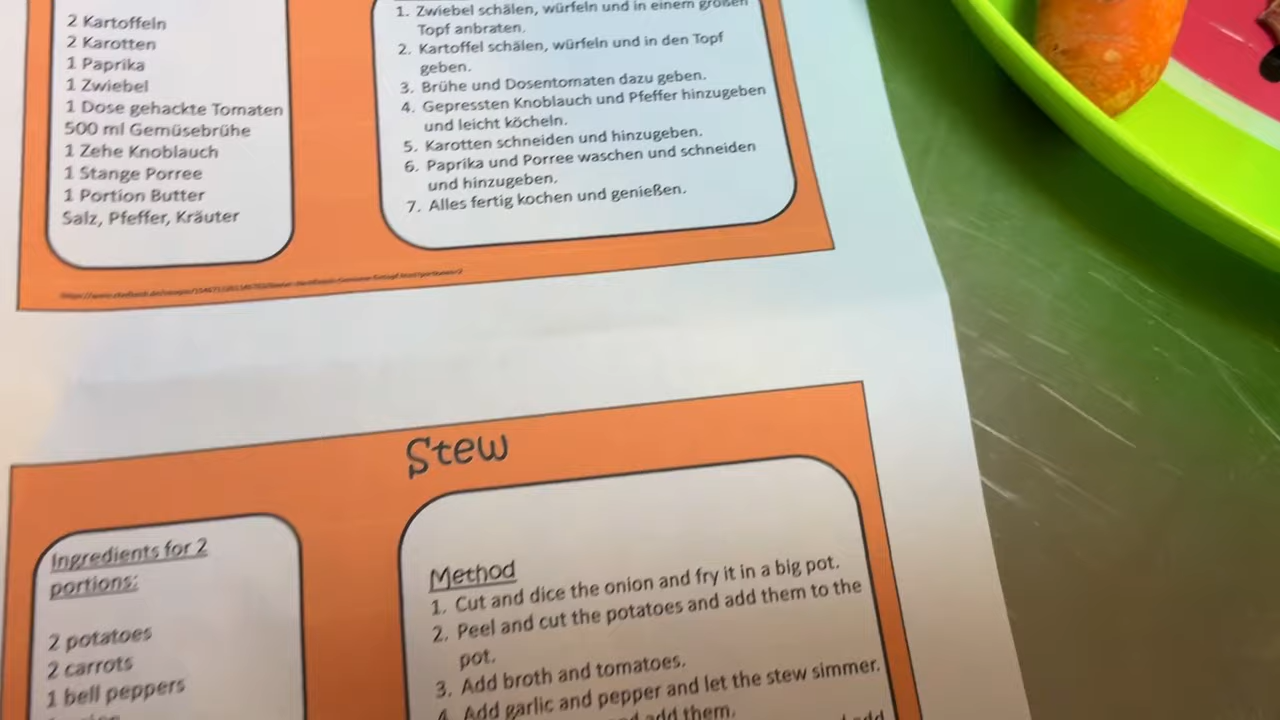 2 Kartoffeln
2 Karotten
1 Paprika
1 Zwiebel
1 Dose gehackte Tomaten
500 ml Gemüsebrühe
1 Zehe Knoblauch
1 Stange Porree
1 Portion Butter
Salz, Pfeffer, Kräuter
1. Zwiebel schälen, würfeln und in einem großen
Topf anbraten.
2. Kartoffel schälen, würfeln und in den Topf
geben.
3. Brühe und Dosentomaten dazu geben.
4. Gepressten Knoblauch und Pfeffer hinzugeben
und leicht köcheln.
5. Karotten schneiden und hinzugeben.
6. Paprika und Porree waschen und schneiden
und hinzugeben.
7. Alles fertig kochen und genießen.
Stew
Ingredients for 2
portions:
2 potatoes
2 carrots
1 bell peppers
Method
1. Cut and dice the onion and fry it in a big pot.
2. Peel and cut the potatoes and add them to the
pot.
3. Add broth and tomatoes.
4. Add garlic and pepper and let the stew simmer.
add them.